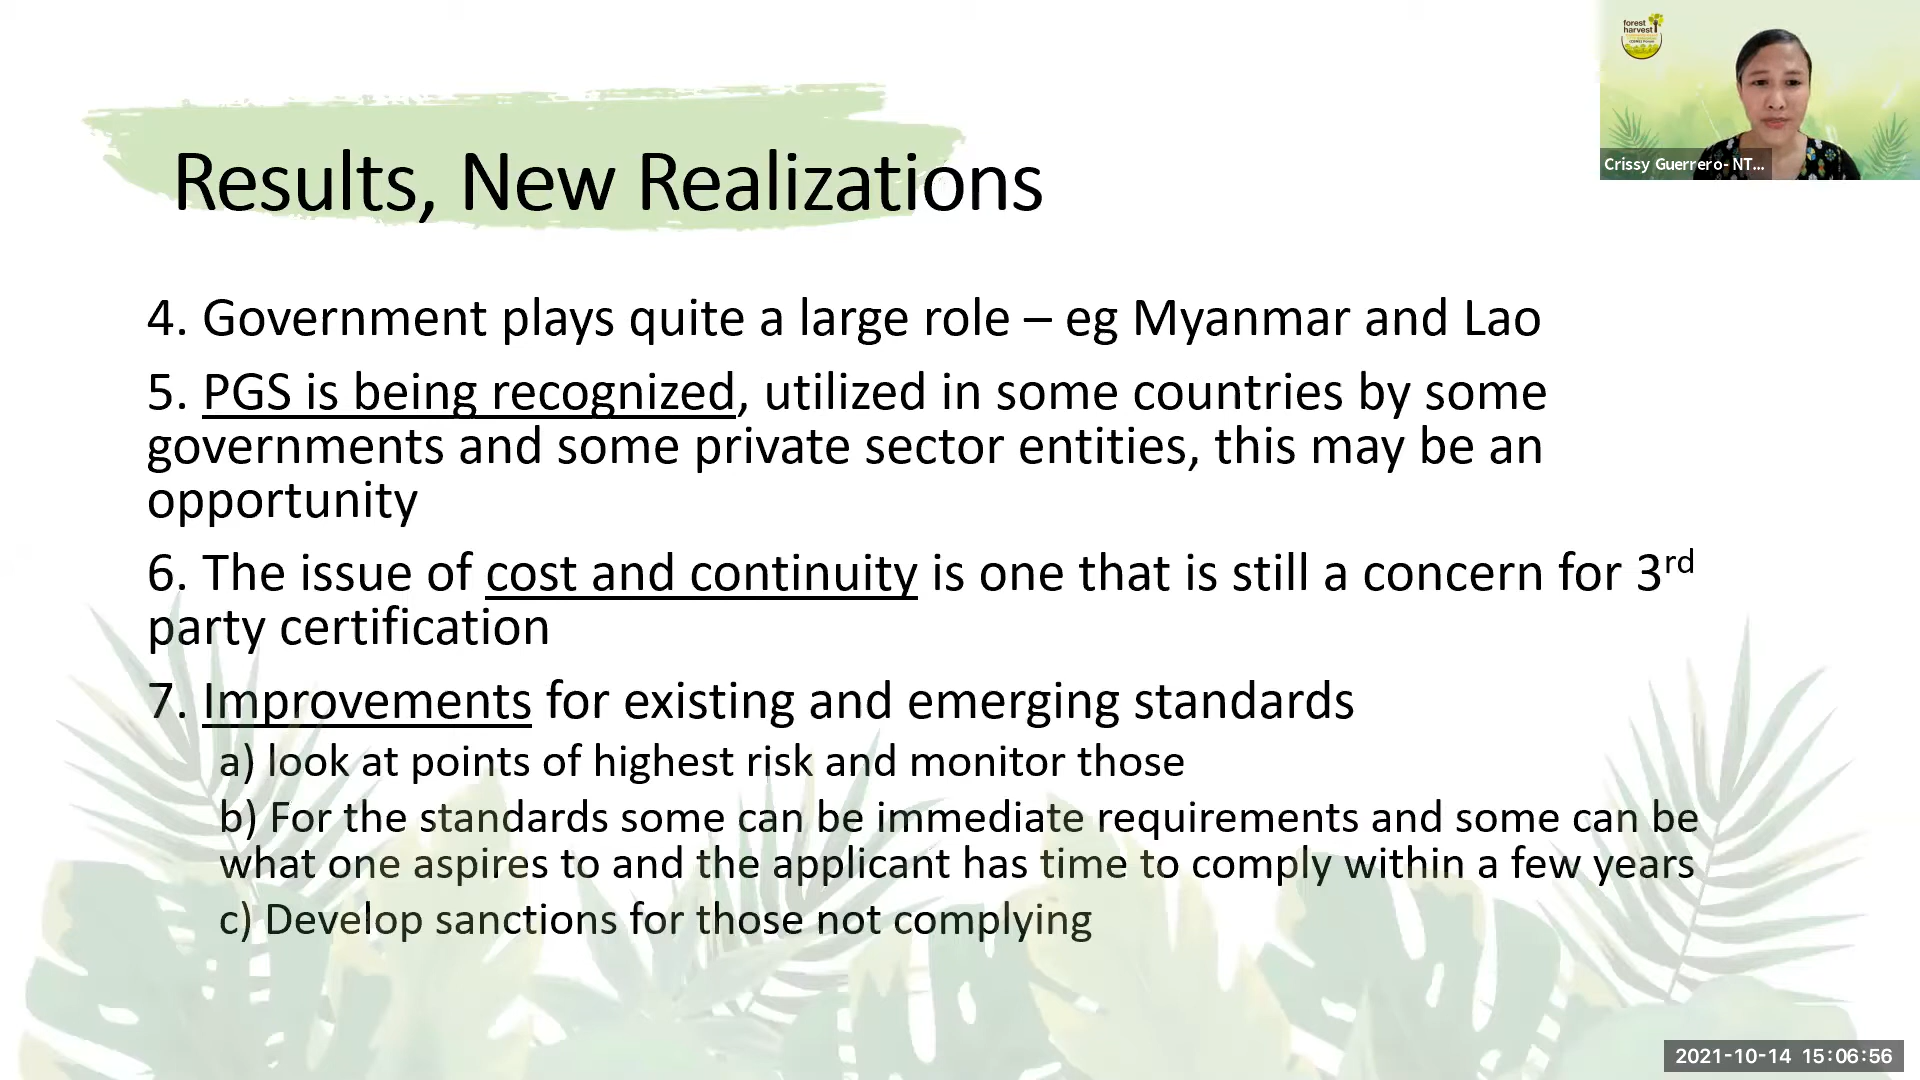 forest
harvest
Crissy Guerrero- NT...
Results, New Realizations
4. Government plays quite a large role – eg Myanmar and Lao
5. PGS is being recognized, utilized in some countries by some
governments and some private sector entities, this may be an
opportunity
6. The issue of cost and continuity is one that is still a concern for 3rd
party certification
7. Improvements for existing and emerging standards
a) look at points of highest risk and monitor those
b) For the standards some can be immediate requirements and some can be
what one aspires to and the applicant has time to comply within a few years
c) Develop sanctions for those not complying
2021-10-14 15:06:56